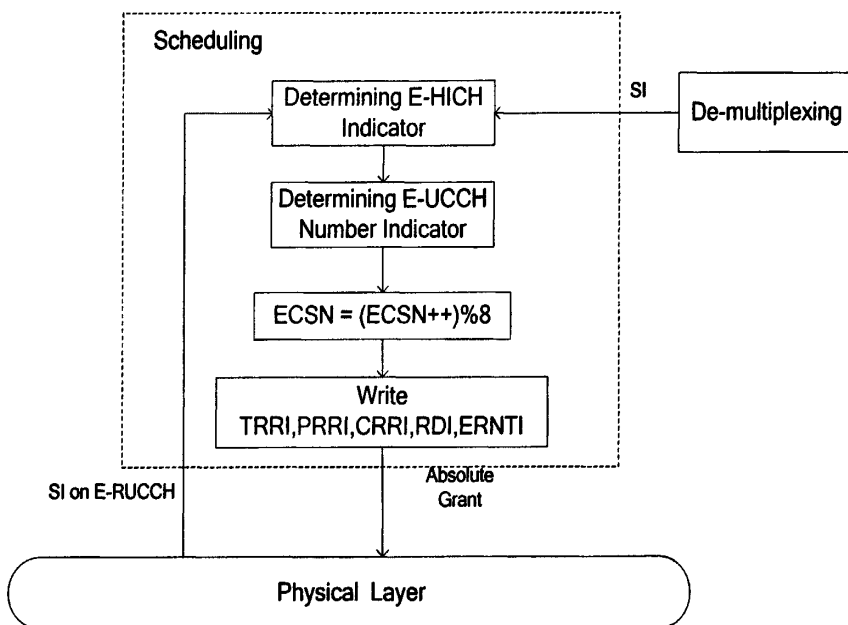 Scheduling
Determining E-HICH
Indicator
SI
De-multiplexing
Determining E-UCCH
Number Indicator
ECSN = (ECSN++)%8
Write
TRRI,PRRI,CRRI,RDI,ERNTI
SI on E-RUCCH
Absolute
Grant
Physical Layer